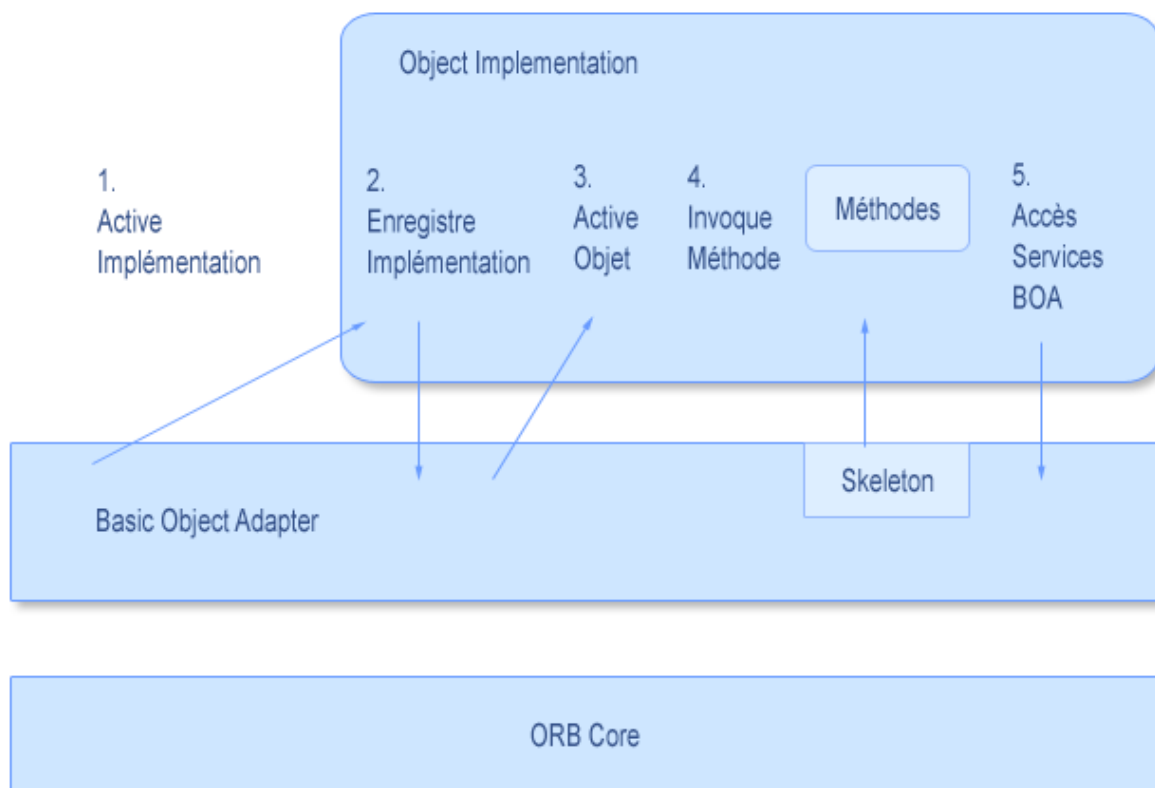 Object Implementation
1.
Active
Implémentation
2.
Enregistre
Implémentation
3.
Active
Objet
4.
Invoque
Méthode
Méthodes
5.
Accès
Services
BOA
Skeleton
Basic Object Adapter
ORB Core